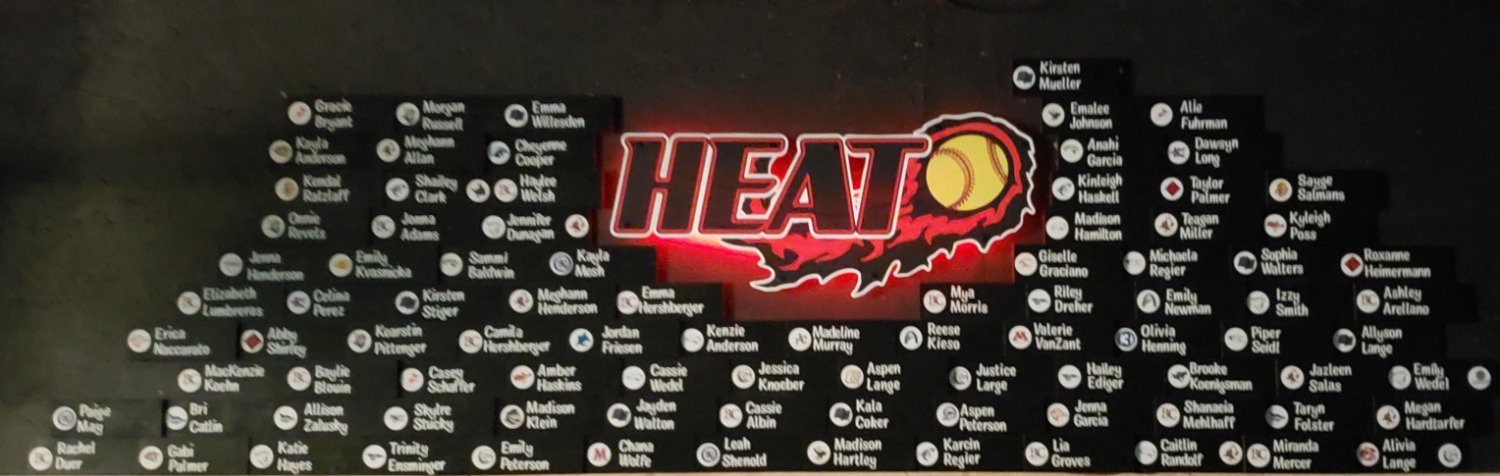 Kirsten
Mueller
Gracie
Bryant
Morgan
Russell
Emma
Willesden
HEAT
Emalee
Johnson
Alie
Fuhrman
Kayla
Anderson
Meghann
Allan
Cheyenne
Cooper
Anahi
Garcia
Dawsyn
Long
Kendal
Ratzlaff
Shailey
Clark
Haylee
Welsh
Kinleigh
Haskell
Taylor
Palmer
Sayge
Salmans
Revels
Jenna
Adams
Jennifer
Dunagan
Madison
Hamilton
Teagan
Miller
Kyleigh
Poss
Jenna
Henderson
Emily
Kvasnicka
Sammi
Baldwin
Kayla
Mosh
Giselle
Graciano
Michaela
Regier
Sophia
Walters
Roxanne
Heimermann
Elizabeth
Lumbreras
Celina
Perez
Kirsten
Stiger
Meghann
Henderson
Emma
Hershberger
Mya
Morris
Riley
Dreher
Emily
Newman
Izzy
Smith
Ashley
Arellano
Erica
Naccarato
Abby
Shirley
Kearstin
Pittenger
Camila
Hershberger
Jordan
Friesen
Kenzie
Anderson
Madeline
Murray
Reese
Kieso
Valerie
VanZant
Olivia
Henning
Piper
Seidl
Allyson
Lange
MacKenzie
Koehn
Baylie
Blouin
Casey
Schaffer
Amber
Haskins
Cassie
Wedel
Jessica
Knoeber
Aspen
Lange
Justice
Large
Hailey
Ediger
Brooke
Koenigsman
Jazleen
Salas
Emily
Wedel
Paige
May
Bri
Catlin
Allison
Zalusky
Skylre
Stucky
Madison
Klein
Jayden
Walton
Cassie
Albin
Kala
Coker
Aspen
Peterson
Jenna
Garcia
Shanaeia
Mehlhaff
Taryn
Folster
Megan
Hardtarfer
Rachel
Duer
Gabi
Palmer
Katie
Hayes
Trinity
Ensminger
Emily
Peterson
Chana
Wolfe
Leah
Shenold
Madison
Hartley
Karcin
Regier
Lia
Groves
Caitlin
Randolf
Miranda
Mercer
Alivia
Lange